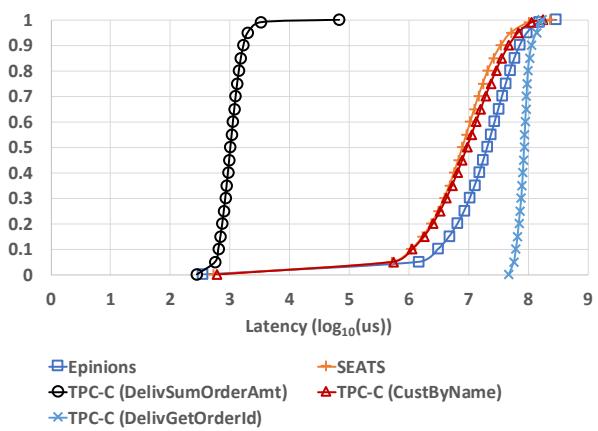 1
0.9
0.8
0.7
0.6
0.5
0.4
0.3
0.2
0.1
0
0 1 2 3 4 5 6 7 8 9
Latency (log10(us))
Epinions SEATS
TPC-C (DelivSumOrderAmt) TPC-C (CustByName)
TPC-C (DelivGetOrderId)